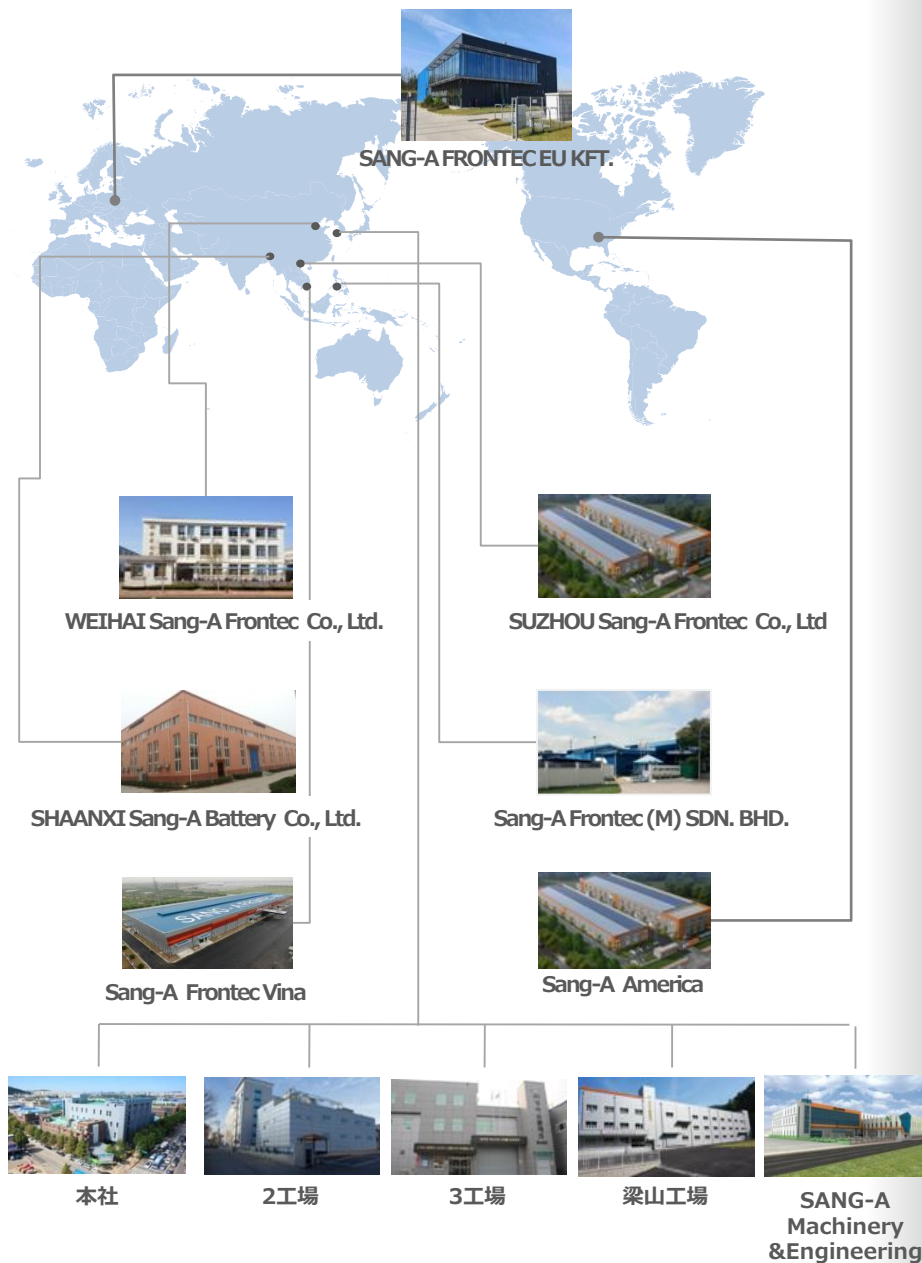 SANG-A FRONTEC EU KFT.
WEIHAI Sang-A Frontec Co., Ltd.
SUZHOU Sang-A Frontec Co., Ltd
SHAANXI Sang-A Battery Co., Ltd.
Sang-A Frontec (M) SDN. BHD.
SANG-A FRONTEC
Sang-A Frontec Vina
Sang-A America
本社
2工場
3工場
梁山工場
SANG-A
Machinery
&Engineering